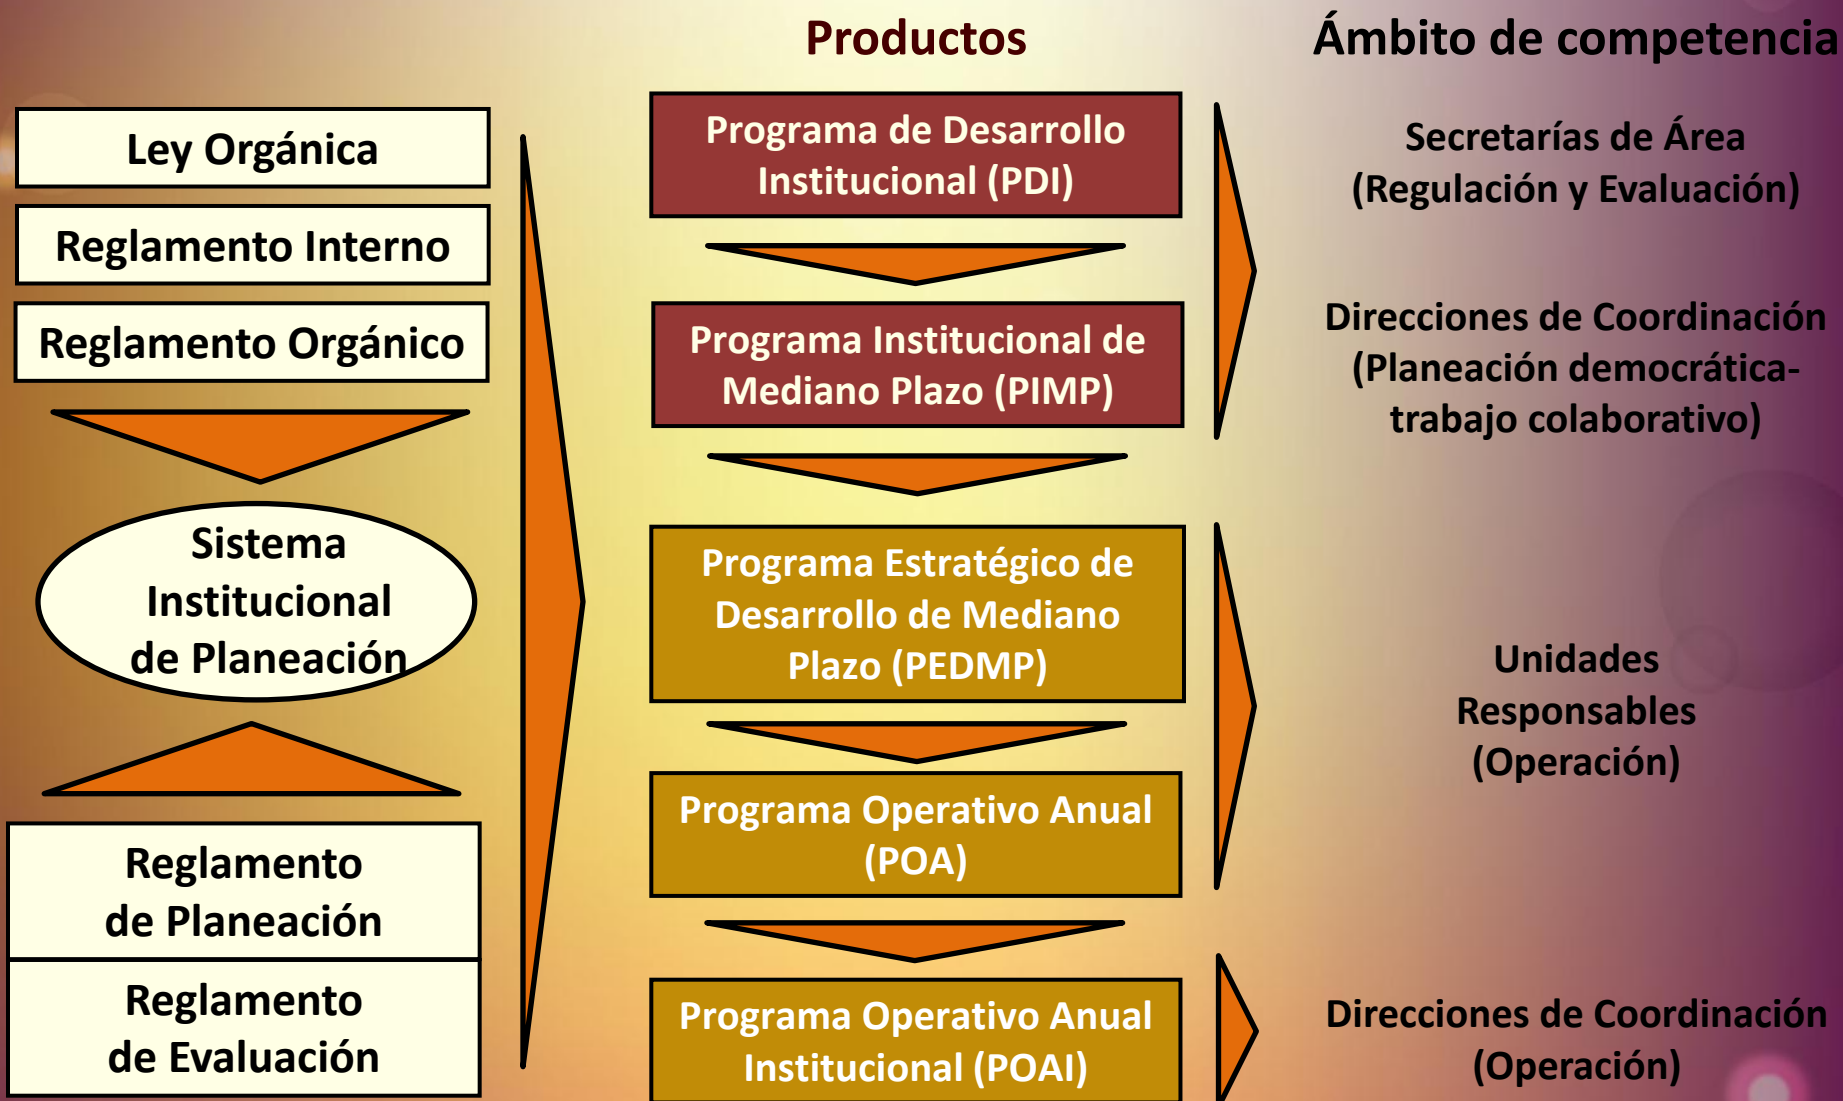 Productos
Ámbito de competencia
Ley Orgánica
Reglamento Interno
Reglamento Orgánico
Sistema
Institucional
de Planeación
Reglamento
de Planeación
Reglamento
de Evaluación
Programa de Desarrollo
Institucional (PDI)
Programa Institucional de
Mediano Plazo (PIMP)
Programa Estratégico de
Desarrollo de Mediano
Plazo (PEDMP)
Programa Operativo Anual
(POA)
Programa Operativo Anual
Institucional (POAI)
Secretarías de Área
(Regulación y Evaluación)
Direcciones de Coordinación
(Planeación democrática-
trabajo colaborativo)
Unidades
Responsables
(Operación)
Direcciones de Coordinación
(Operación)